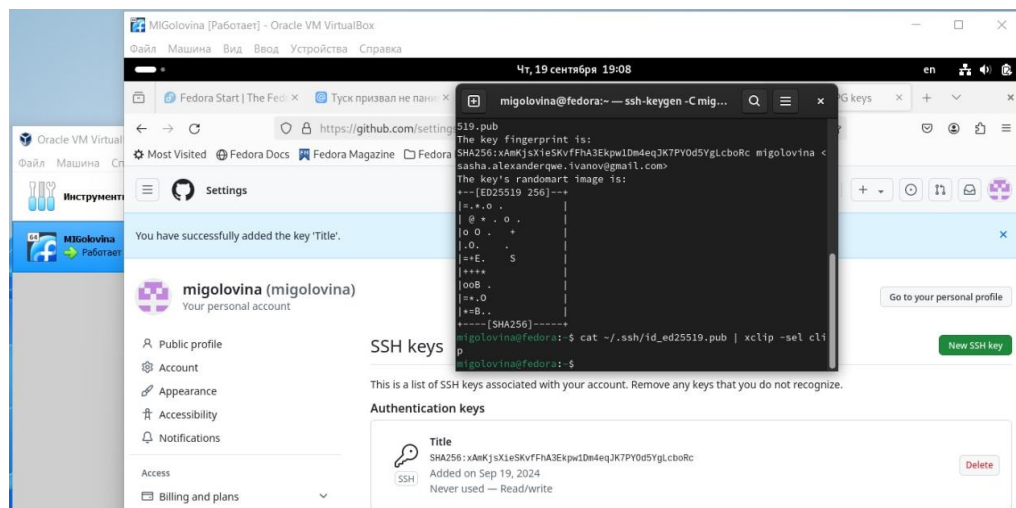 MIGolovina [Работает] - Oracle VM VirtualBox
Файл Машина Вид Ввод Устройства Справка
Чт, 19 сентября 19:08
en
Fedora Start | The Fed
Туск призвал не пани
G keys
https://github.com/setting
Most Visited Fedora Docs Fedora Magazine Fedora
Oracle VM Virtual
Файл Машина Сп
Инструмент
64
MIGolovina
Работает
Settings
You have successfully added the key 'Title'.
migolovina@fedora:~ — ssh-keygen -C mig...
519.pub
The key fingerprint is:
SHA256:xAmKjsXieSKvfFhA3Ekpw1Dm4eqJK7PYOd5YgLcboRc migolovina <
sasha.alexanderqwe.ivanov@gmail.com>
The key's randomart image is:
+--[ED25519 256]--+
|=.*.o .          |
| @ * . o .       |
|o O .   +        |
|.O.    .         |
|=+E.    S        |
|++++             |
|ooB .            |
|=*.O             |
|*=B..            |
+----[SHA256]-----+
migolovina@fedora:~$ cat ~/.ssh/id_ed25519.pub | xclip -sel cli
p
migolovina@fedora:~$
migolovina (migolovina)
Your personal account
Go to your personal profile
Public profile
Account
Appearance
Accessibility
Notifications
Access
Billing and plans
SSH keys
New SSH key
This is a list of SSH keys associated with your account. Remove any keys that you do not recognize.
Authentication keys
Title
SHA256:xAmKjsXieSKvfFhA3Ekpw1Dm4eqJK7PYOd5YgLcboRc
Added on Sep 19, 2024
Never used — Read/write
SSH
Delete